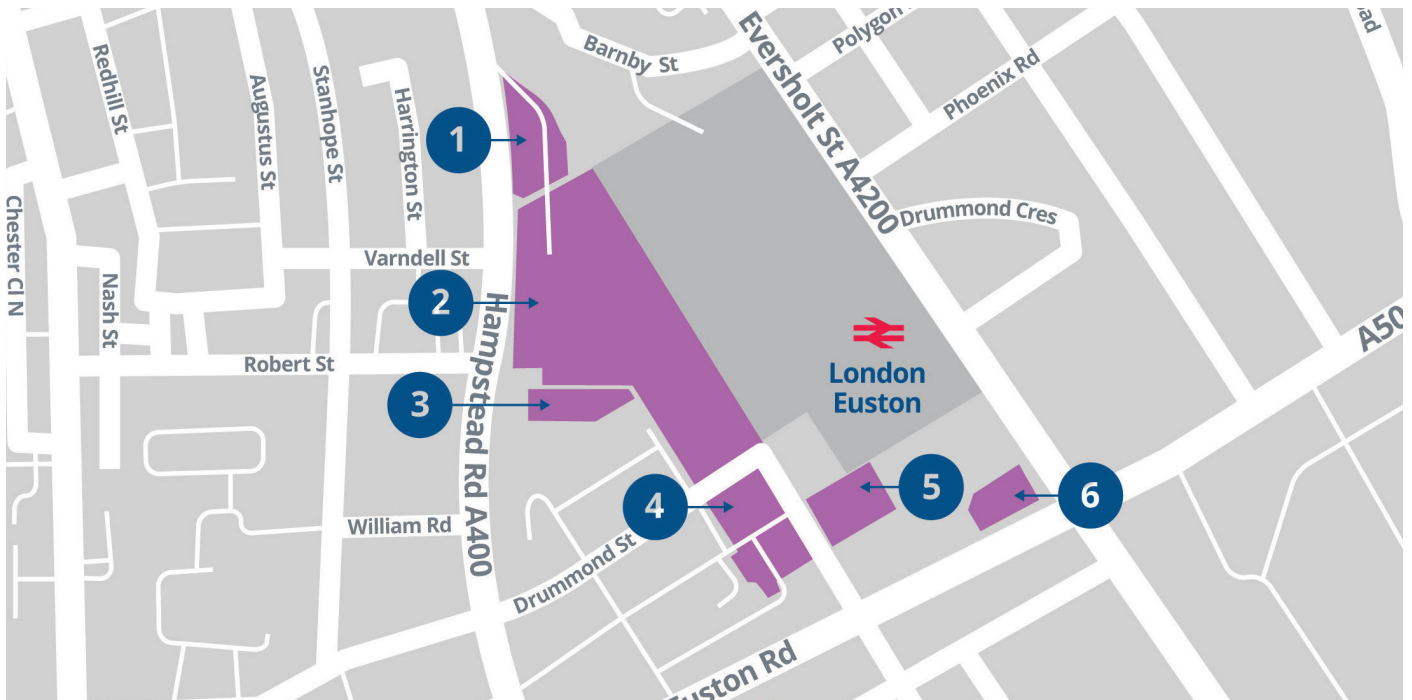 Barnby St
Eversholt St A4200
Polygon
Phoenix Rd
Redhill St
Augustus St
Stanhope St
Harrington St
1
Chester Cl N
Drummond Cres
Varndell St
Nash St
2
Hampstead Rd A400
Robert St
London
Euston
A50
3
4
5
6
William Rd
Drummond St
Euston Rd